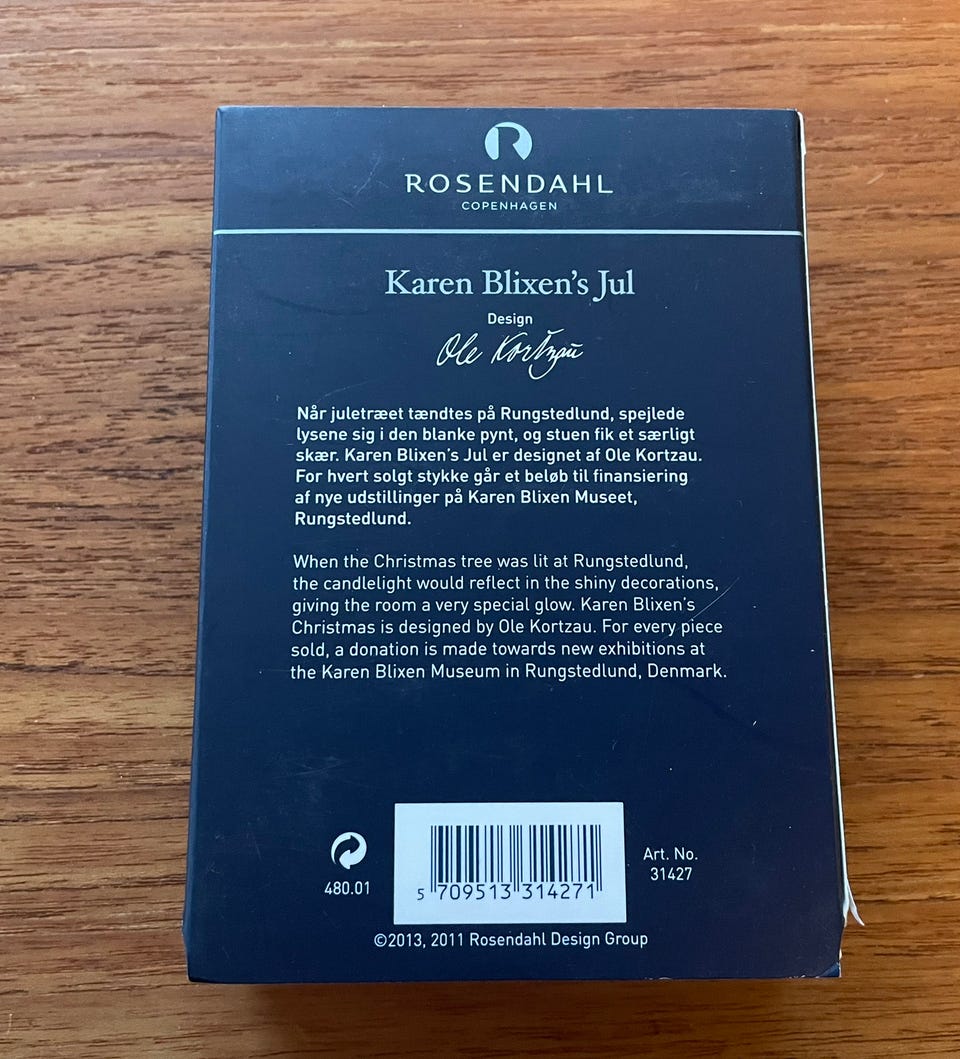 ROSENDAHL
COPENHAGEN
Karen Blixen's Jul
Design
Ole Kortzau
Når juletræet tændtes på Rungstedlund, spejlede
lysene sig i den blanke pynt, og stuen fik et særligt
skær. Karen Blixen's Jul er designet af Ole Kortzau.
For hvert solgt stykke går et beløb til finansiering
af nye udstillinger på Karen Blixen Museet,
Rungstedlund.
When the Christmas tree was lit at Rungstedlund,
the candlelight would reflect in the shiny decorations,
giving the room a very special glow. Karen Blixen's
Christmas is designed by Ole Kortzau. For every piece
sold, a donation is made towards new exhibitions at
the Karen Blixen Museum in Rungstedlund, Denmark.
480.01
5 709513 314271
Art. No.
31427
©2013, 2011 Rosendahl Design Group